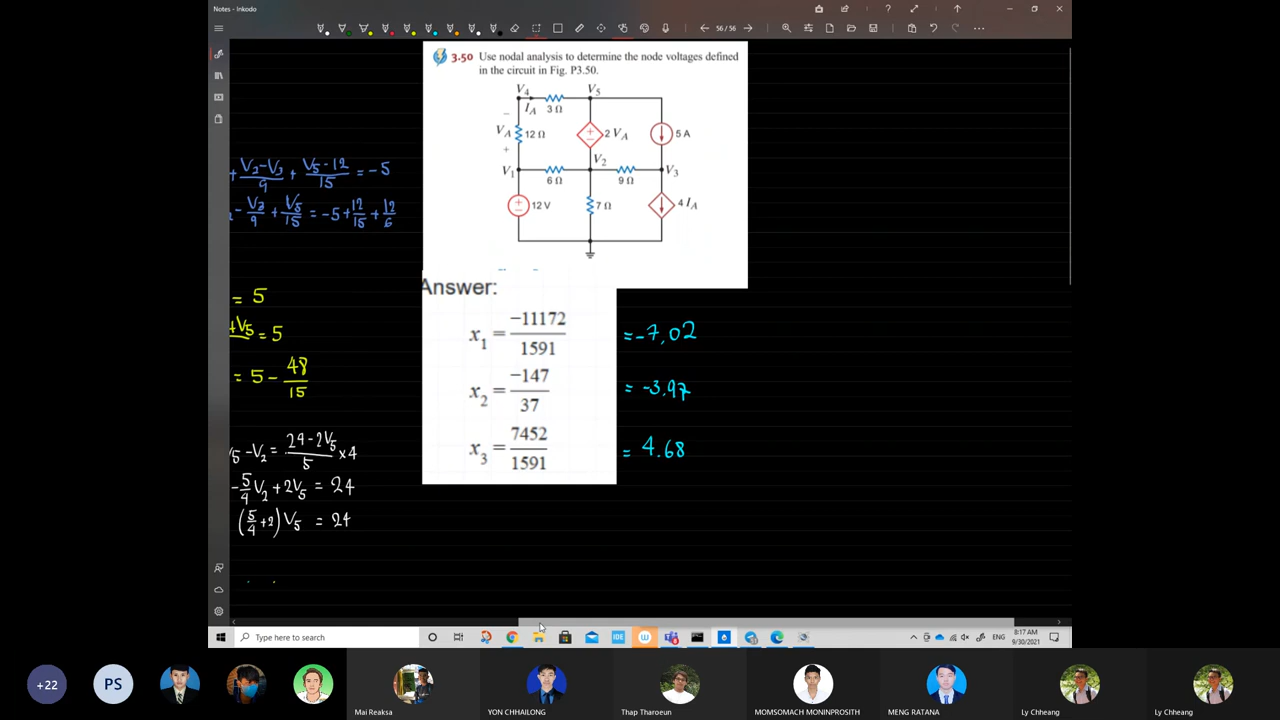 Notes - Inkodo
56 / 56
3.50 Use nodal analysis to determine the node voltages defined
in the circuit in Fig. P3.50.
V4
V5
IA
3 Ω
−
VA
12 Ω
+
+
−
2 VA
5 A
V1
6 Ω
V2
9 Ω
V3
+
−
12 V
7 Ω
4 IA
+ V2-V3/9 + V5-12/15 = -5
- V3/9 + V5/15 = -5 + 12/15 + 12/6
= 5
+V5 = 5
= 5 - 48/15
V5 - V2 = 24-2V5/5 x4
-5/4 V2 + 2V5 = 24
(5/4 +2) V5 = 24
Answer:
x1 = −11172/1591
= -7,02
x2 = −147/37
= -3.97
x3 = 7452/1591
= 4.68
Type here to search
IDE
W
ENG
8:17 AM
9/30/2021
+22
PS
Mai Reaksa
YON CHHAILONG
Thap Tharoeun
MOMSOMACH MONINPROSITH
MENG RATANA
Ly Chheang
Ly Chheang